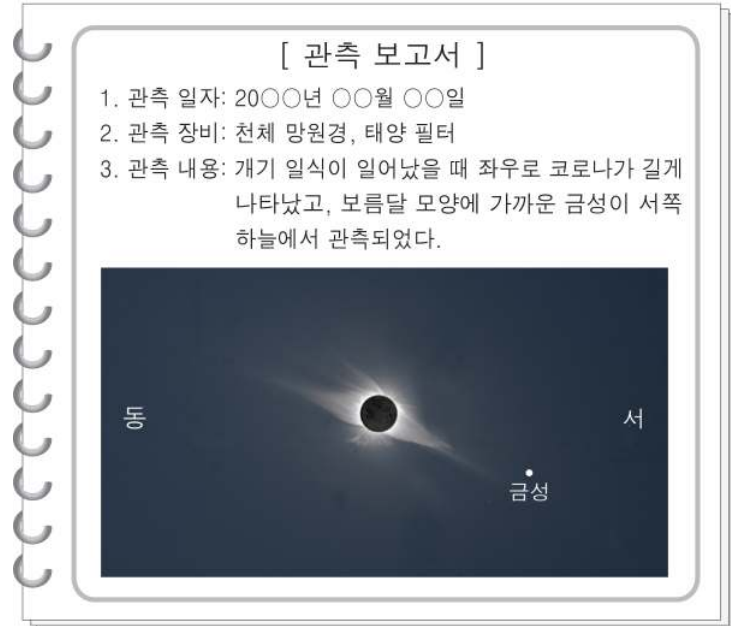 [ 관측 보고서 ]
1. 관측 일자: 20○○년 ○○월 ○○일
2. 관측 장비: 천체 망원경, 태양 필터
3. 관측 내용: 개기 일식이 일어났을 때 좌우로 코로나가 길게
나타났고, 보름달 모양에 가까운 금성이 서쪽
하늘에서 관측되었다.
동
서
금성